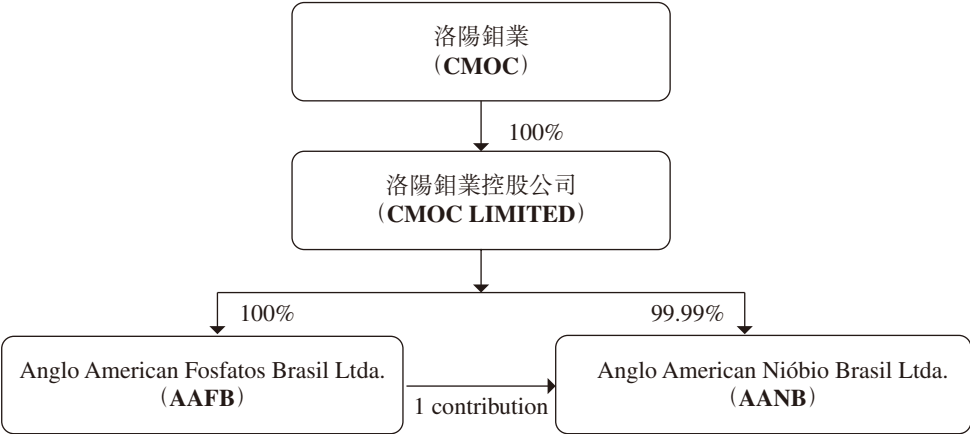 洛陽鉬業
（CMOC）
100%
洛陽鉬業控股公司
（CMOC LIMITED）
100%
99.99%
Anglo American Fosfatos Brasil Ltda.
（AAFB）
1 contribution
Anglo American Nióbio Brasil Ltda.
（AANB）